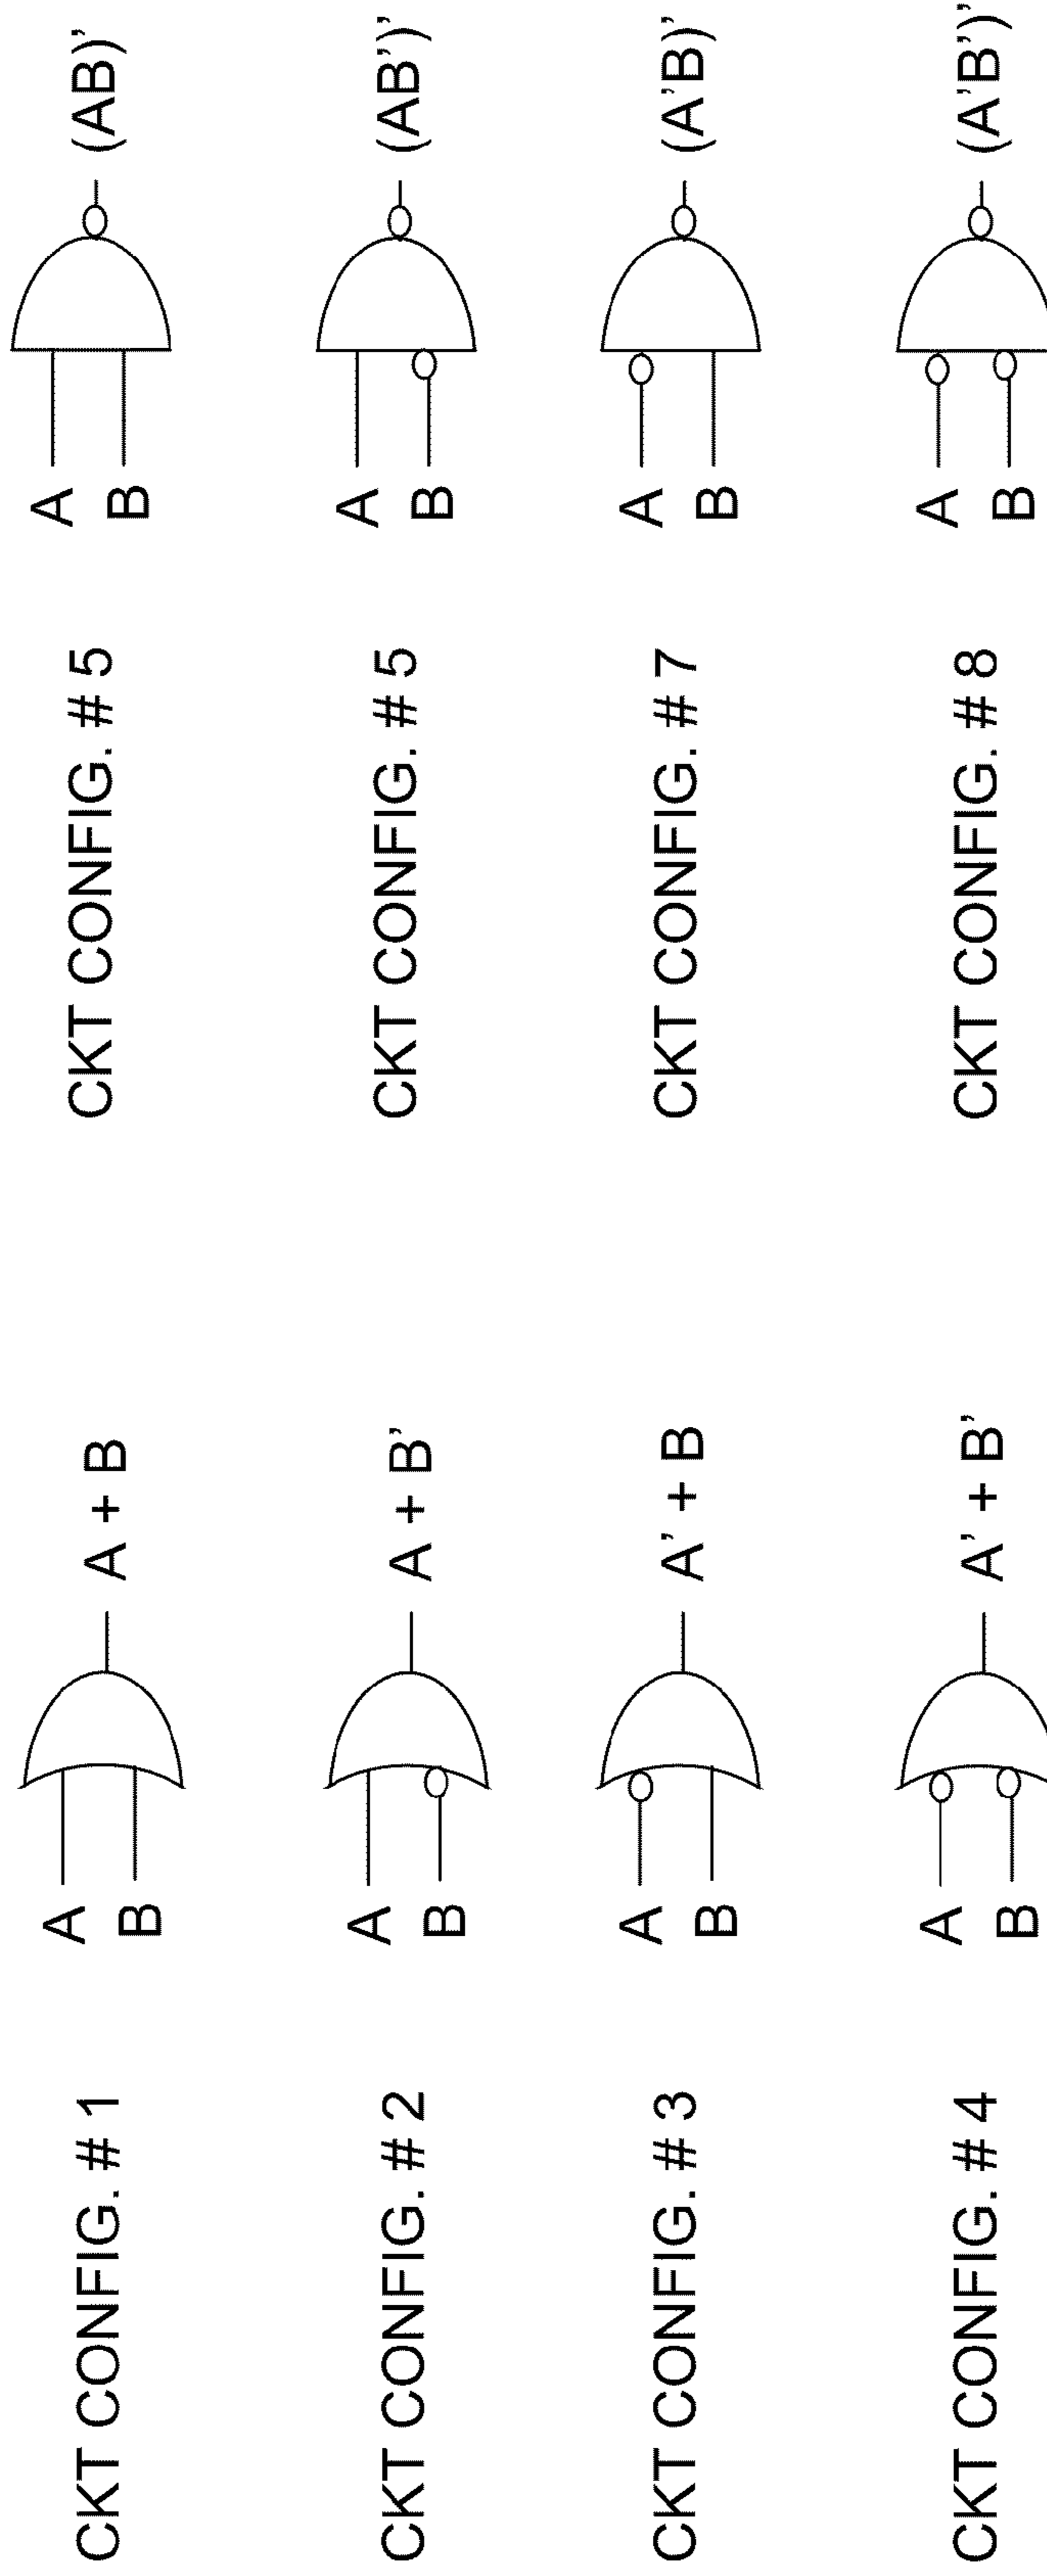 CKT CONFIG. # 1
A
B
A + B
CKT CONFIG. # 5
A
B
(AB)’
CKT CONFIG. # 2
A
B
A + B’
CKT CONFIG. # 5
A
B
(AB’)’
CKT CONFIG. # 3
A
B
A’ + B
CKT CONFIG. # 7
A
B
(A’B)’
CKT CONFIG. # 4
A
B
A’ + B’
CKT CONFIG. # 8
A
B
(A’B’)’